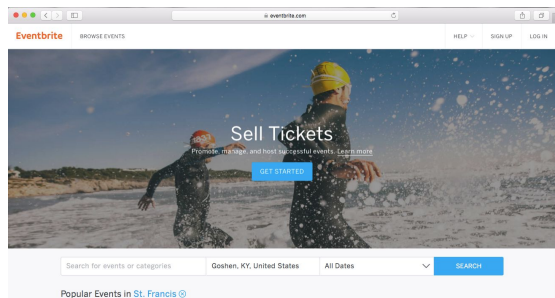 eventbrite.com
Eventbrite BROWSE EVENTS HELP SIGN UP LOG IN
Sell Tickets
Promote, manage, and host successful events. Learn more
GET STARTED
Search for events or categories Goshen, KY, United States All Dates SEARCH
Popular Events in St. Francis